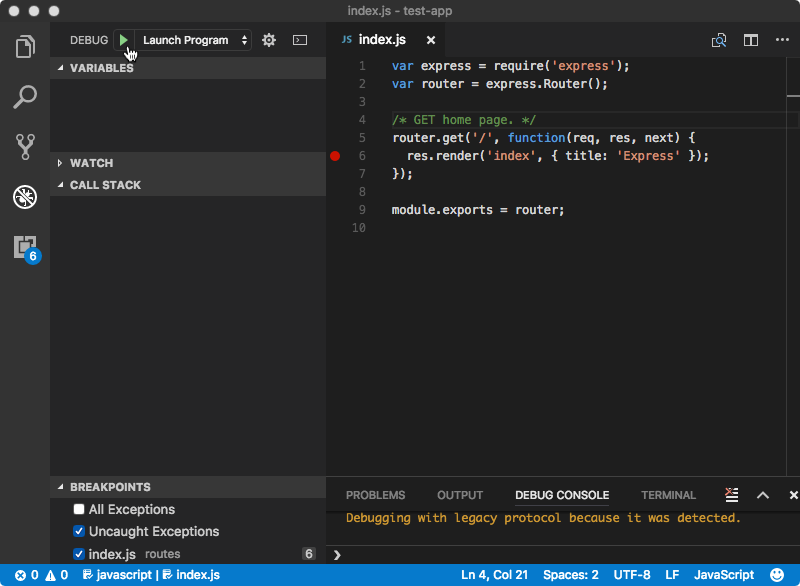 index.js - test-app
DEBUG Launch Program
VARIABLES
WATCH
CALL STACK
6
BREAKPOINTS
All Exceptions
Uncaught Exceptions
index.js routes 6
JS index.js
1 var express = require('express');
2 var router = express.Router();
3
4 /* GET home page. */
5 router.get('/', function(req, res, next) {
6 res.render('index', { title: 'Express' });
7 });
8
9 module.exports = router;
10
PROBLEMS OUTPUT DEBUG CONSOLE TERMINAL
Debugging with legacy protocol because it was detected.
0 0 javascript | index.js Ln 4, Col 21 Spaces: 2 UTF-8 LF JavaScript